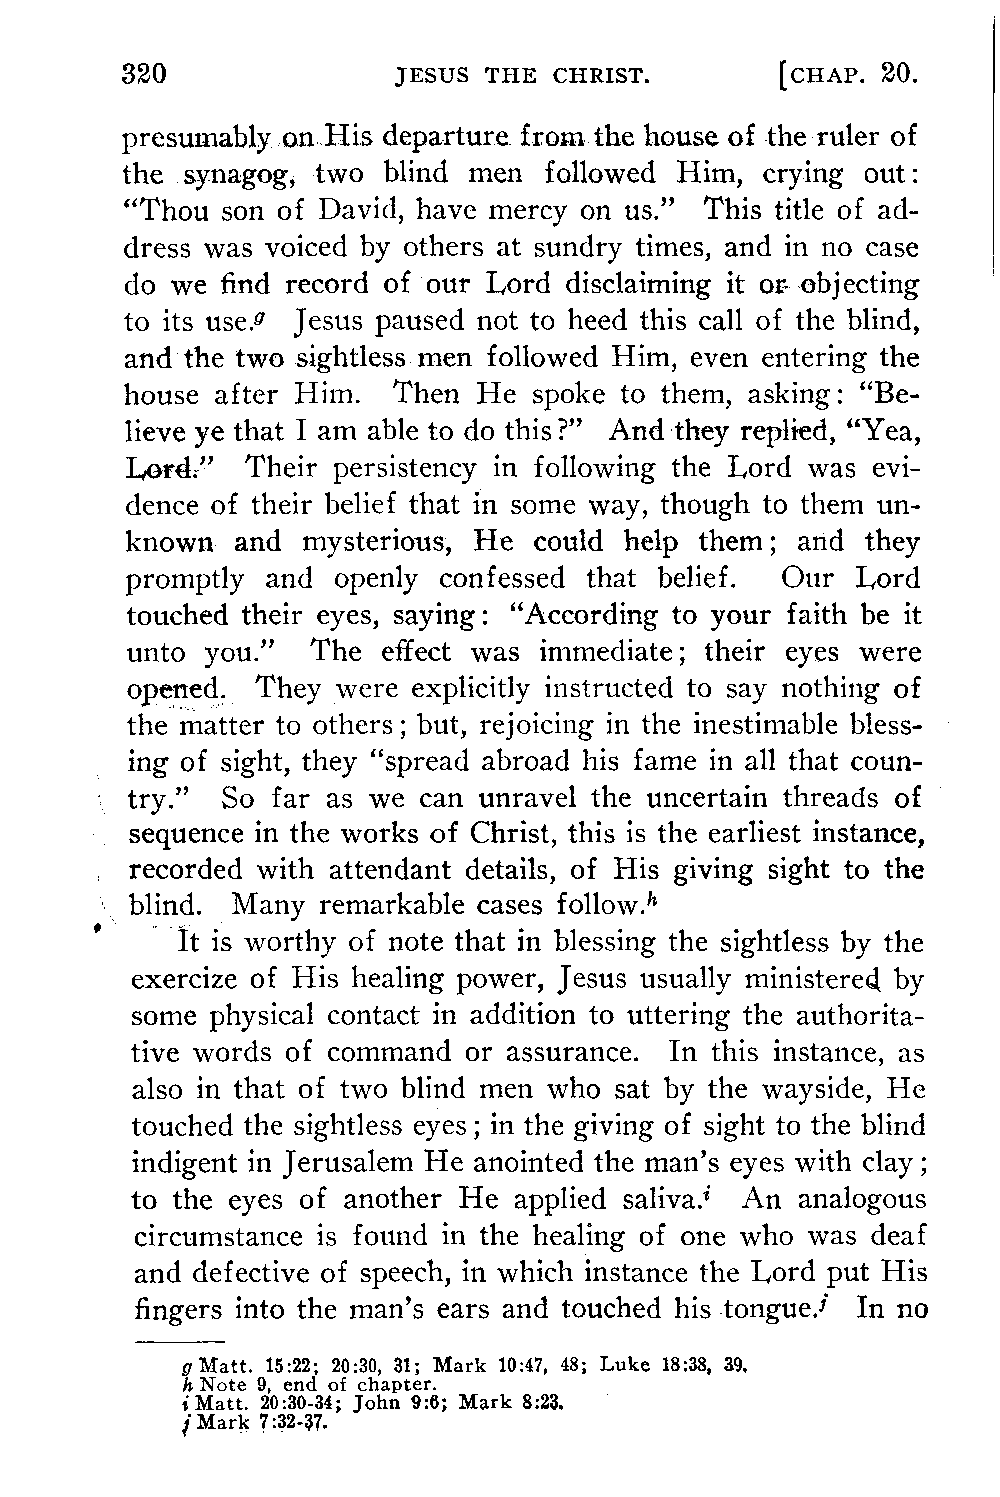 320 JESUS THE CHRIST. [CHAP. 20.
presumably on His departure from the house of the ruler of
the synagog, two blind men followed Him, crying out:
“Thou son of David, have mercy on us.” This title of ad-
dress was voiced by others at sundry times, and in no case
do we find record of our Lord disclaiming it or objecting
to its use.g Jesus paused not to heed this call of the blind,
and the two sightless men followed Him, even entering the
house after Him. Then He spoke to them, asking: “Be-
lieve ye that I am able to do this?” And they replied, “Yea,
Lord.” Their persistency in following the Lord was evi-
dence of their belief that in some way, though to them un-
known and mysterious, He could help them; and they
promptly and openly confessed that belief. Our Lord
touched their eyes, saying: “According to your faith be it
unto you.” The effect was immediate; their eyes were
opened. They were explicitly instructed to say nothing of
the matter to others; but, rejoicing in the inestimable bless-
ing of sight, they “spread abroad his fame in all that coun-
try.” So far as we can unravel the uncertain threads of
sequence in the works of Christ, this is the earliest instance,
recorded with attendant details, of His giving sight to the
blind. Many remarkable cases follow.h
It is worthy of note that in blessing the sightless by the
exercize of His healing power, Jesus usually ministered by
some physical contact in addition to uttering the authorita-
tive words of command or assurance. In this instance, as
also in that of two blind men who sat by the wayside, He
touched the sightless eyes; in the giving of sight to the blind
indigent in Jerusalem He anointed the man’s eyes with clay;
to the eyes of another He applied saliva.i An analogous
circumstance is found in the healing of one who was deaf
and defective of speech, in which instance the Lord put His
fingers into the man’s ears and touched his tongue.j In no
g Matt. 15:22; 20:30, 31; Mark 10:47, 48; Luke 18:38, 39.
h Note 9, end of chapter.
i Matt. 20:30-34; John 9:6; Mark 8:23.
j Mark 7:32-37.